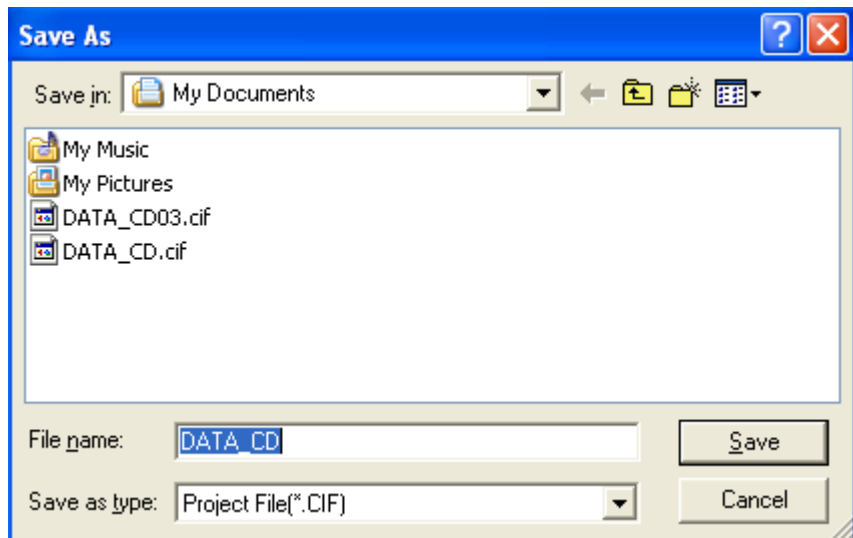 Save As
Save in: My Documents
My Music
My Pictures
DATA_CD03.cif
DATA_CD.cif
File name: DATA_CD Save
Save as type: Project File(*.CIF) Cancel